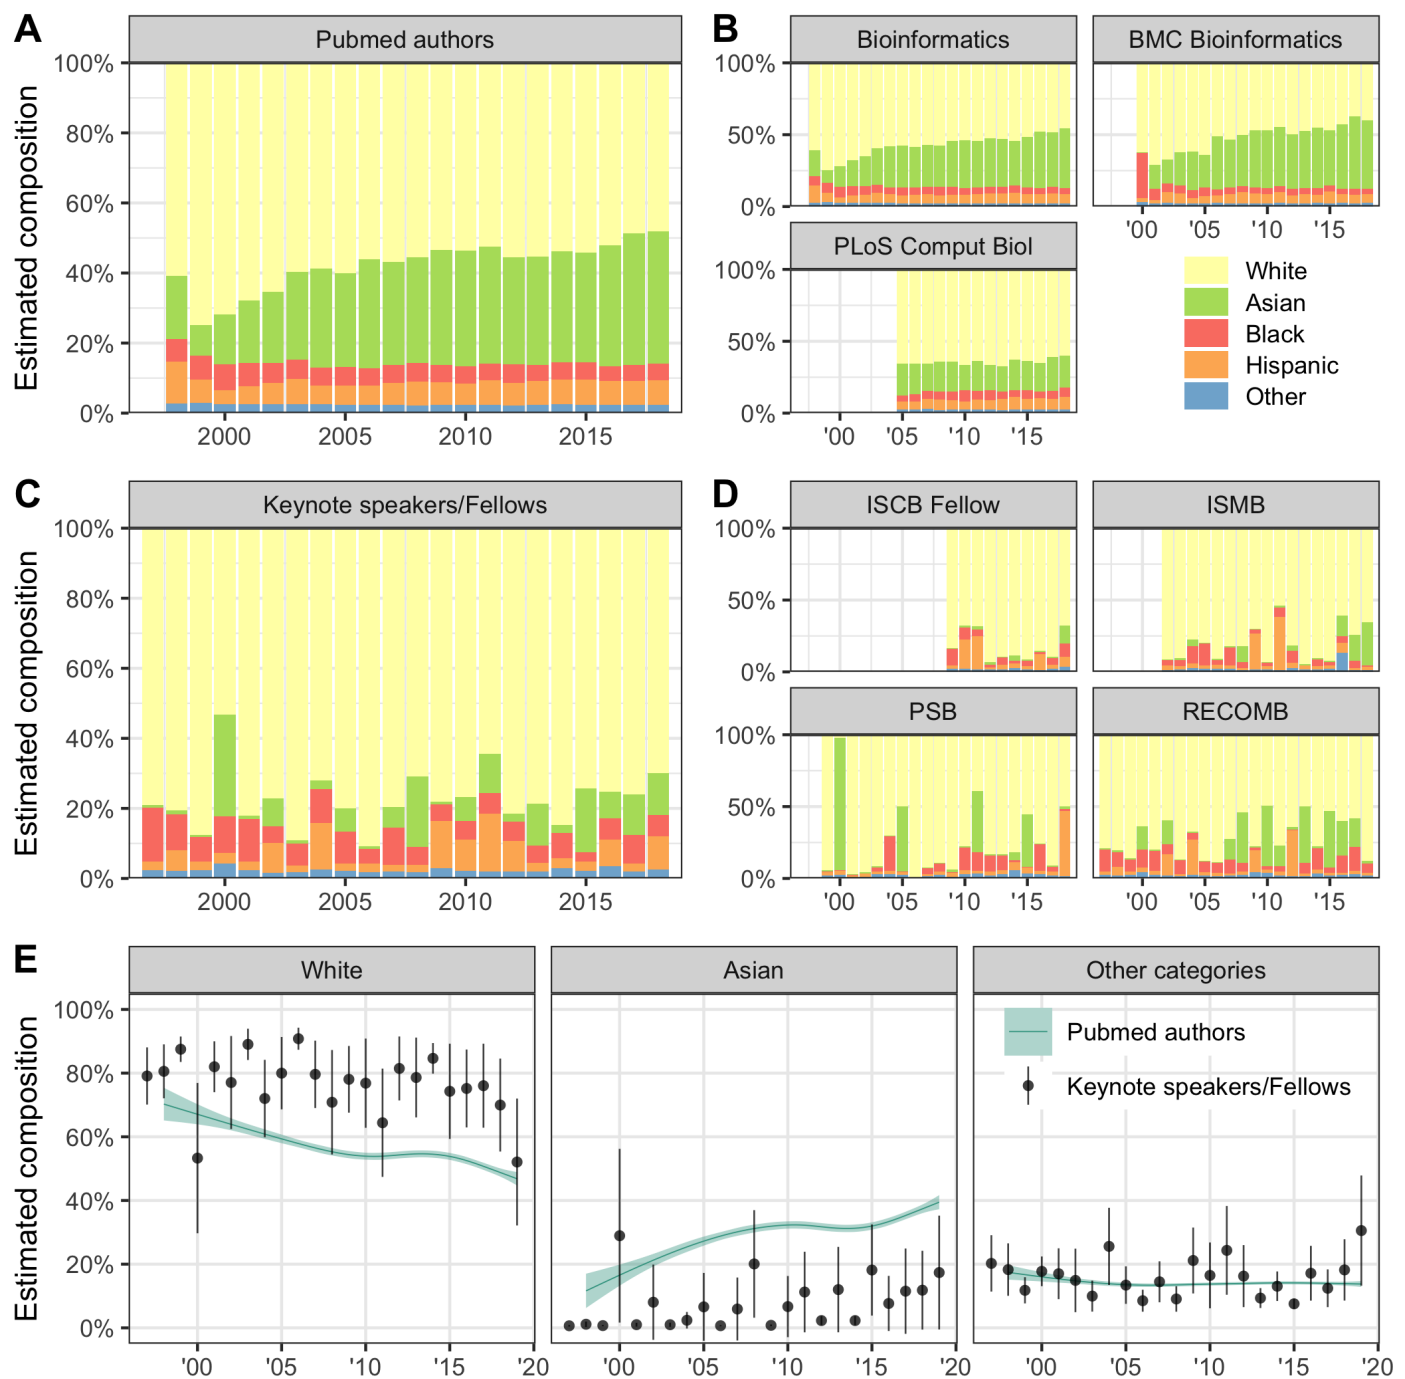 A
Pubmed authors
Estimated composition
100%
80%
60%
40%
20%
0%
2000 2005 2010 2015
B
Bioinformatics
BMC Bioinformatics
100%
50%
0%
'00 '05 '10 '15
PLoS Comput Biol
100%
50%
0%
'00 '05 '10 '15
White
Asian
Black
Hispanic
Other
C
Keynote speakers/Fellows
Estimated composition
100%
80%
60%
40%
20%
0%
2000 2005 2010 2015
D
ISCB Fellow
ISMB
100%
50%
0%
PSB
RECOMB
100%
50%
0%
'00 '05 '10 '15
'00 '05 '10 '15
E
White
Asian
Other categories
Estimated composition
100%
80%
60%
40%
20%
0%
Pubmed authors
Keynote speakers/Fellows
'00 '05 '10 '15 '20
'00 '05 '10 '15 '20
'00 '05 '10 '15 '20